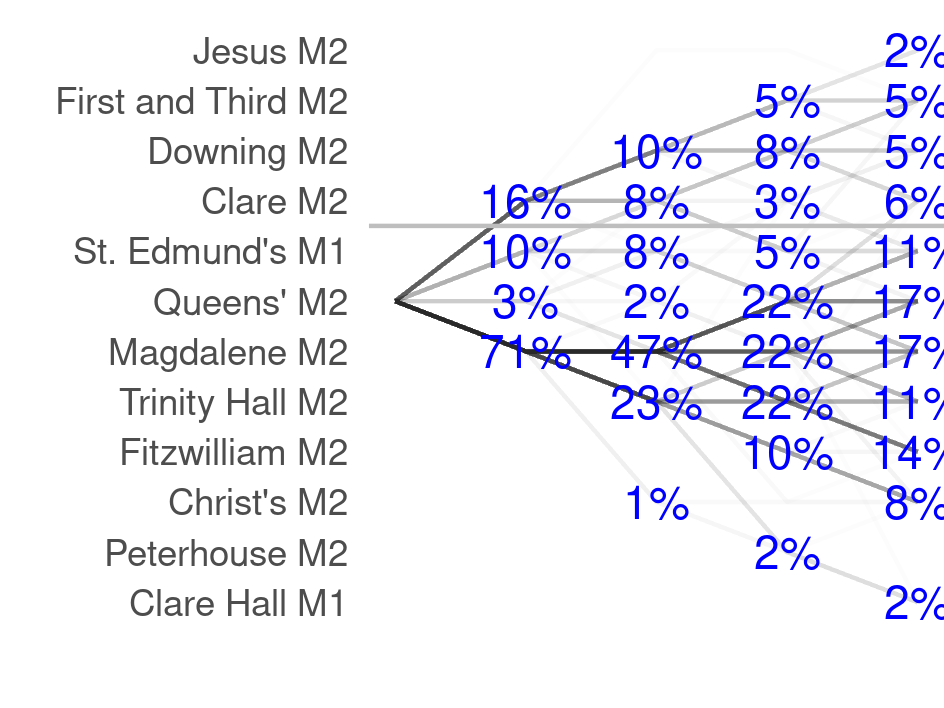 Jesus M2 2%
First and Third M2 5% 5%
Downing M2 10% 8% 5%
Clare M2 16% 8% 3% 6%
St. Edmund's M1 10% 8% 5% 11%
Queens' M2 3% 2% 22% 17%
Magdalene M2 71% 47% 22% 17%
Trinity Hall M2 23% 22% 11%
Fitzwilliam M2 10% 14%
Christ's M2 1% 8%
Peterhouse M2 2%
Clare Hall M1 2%